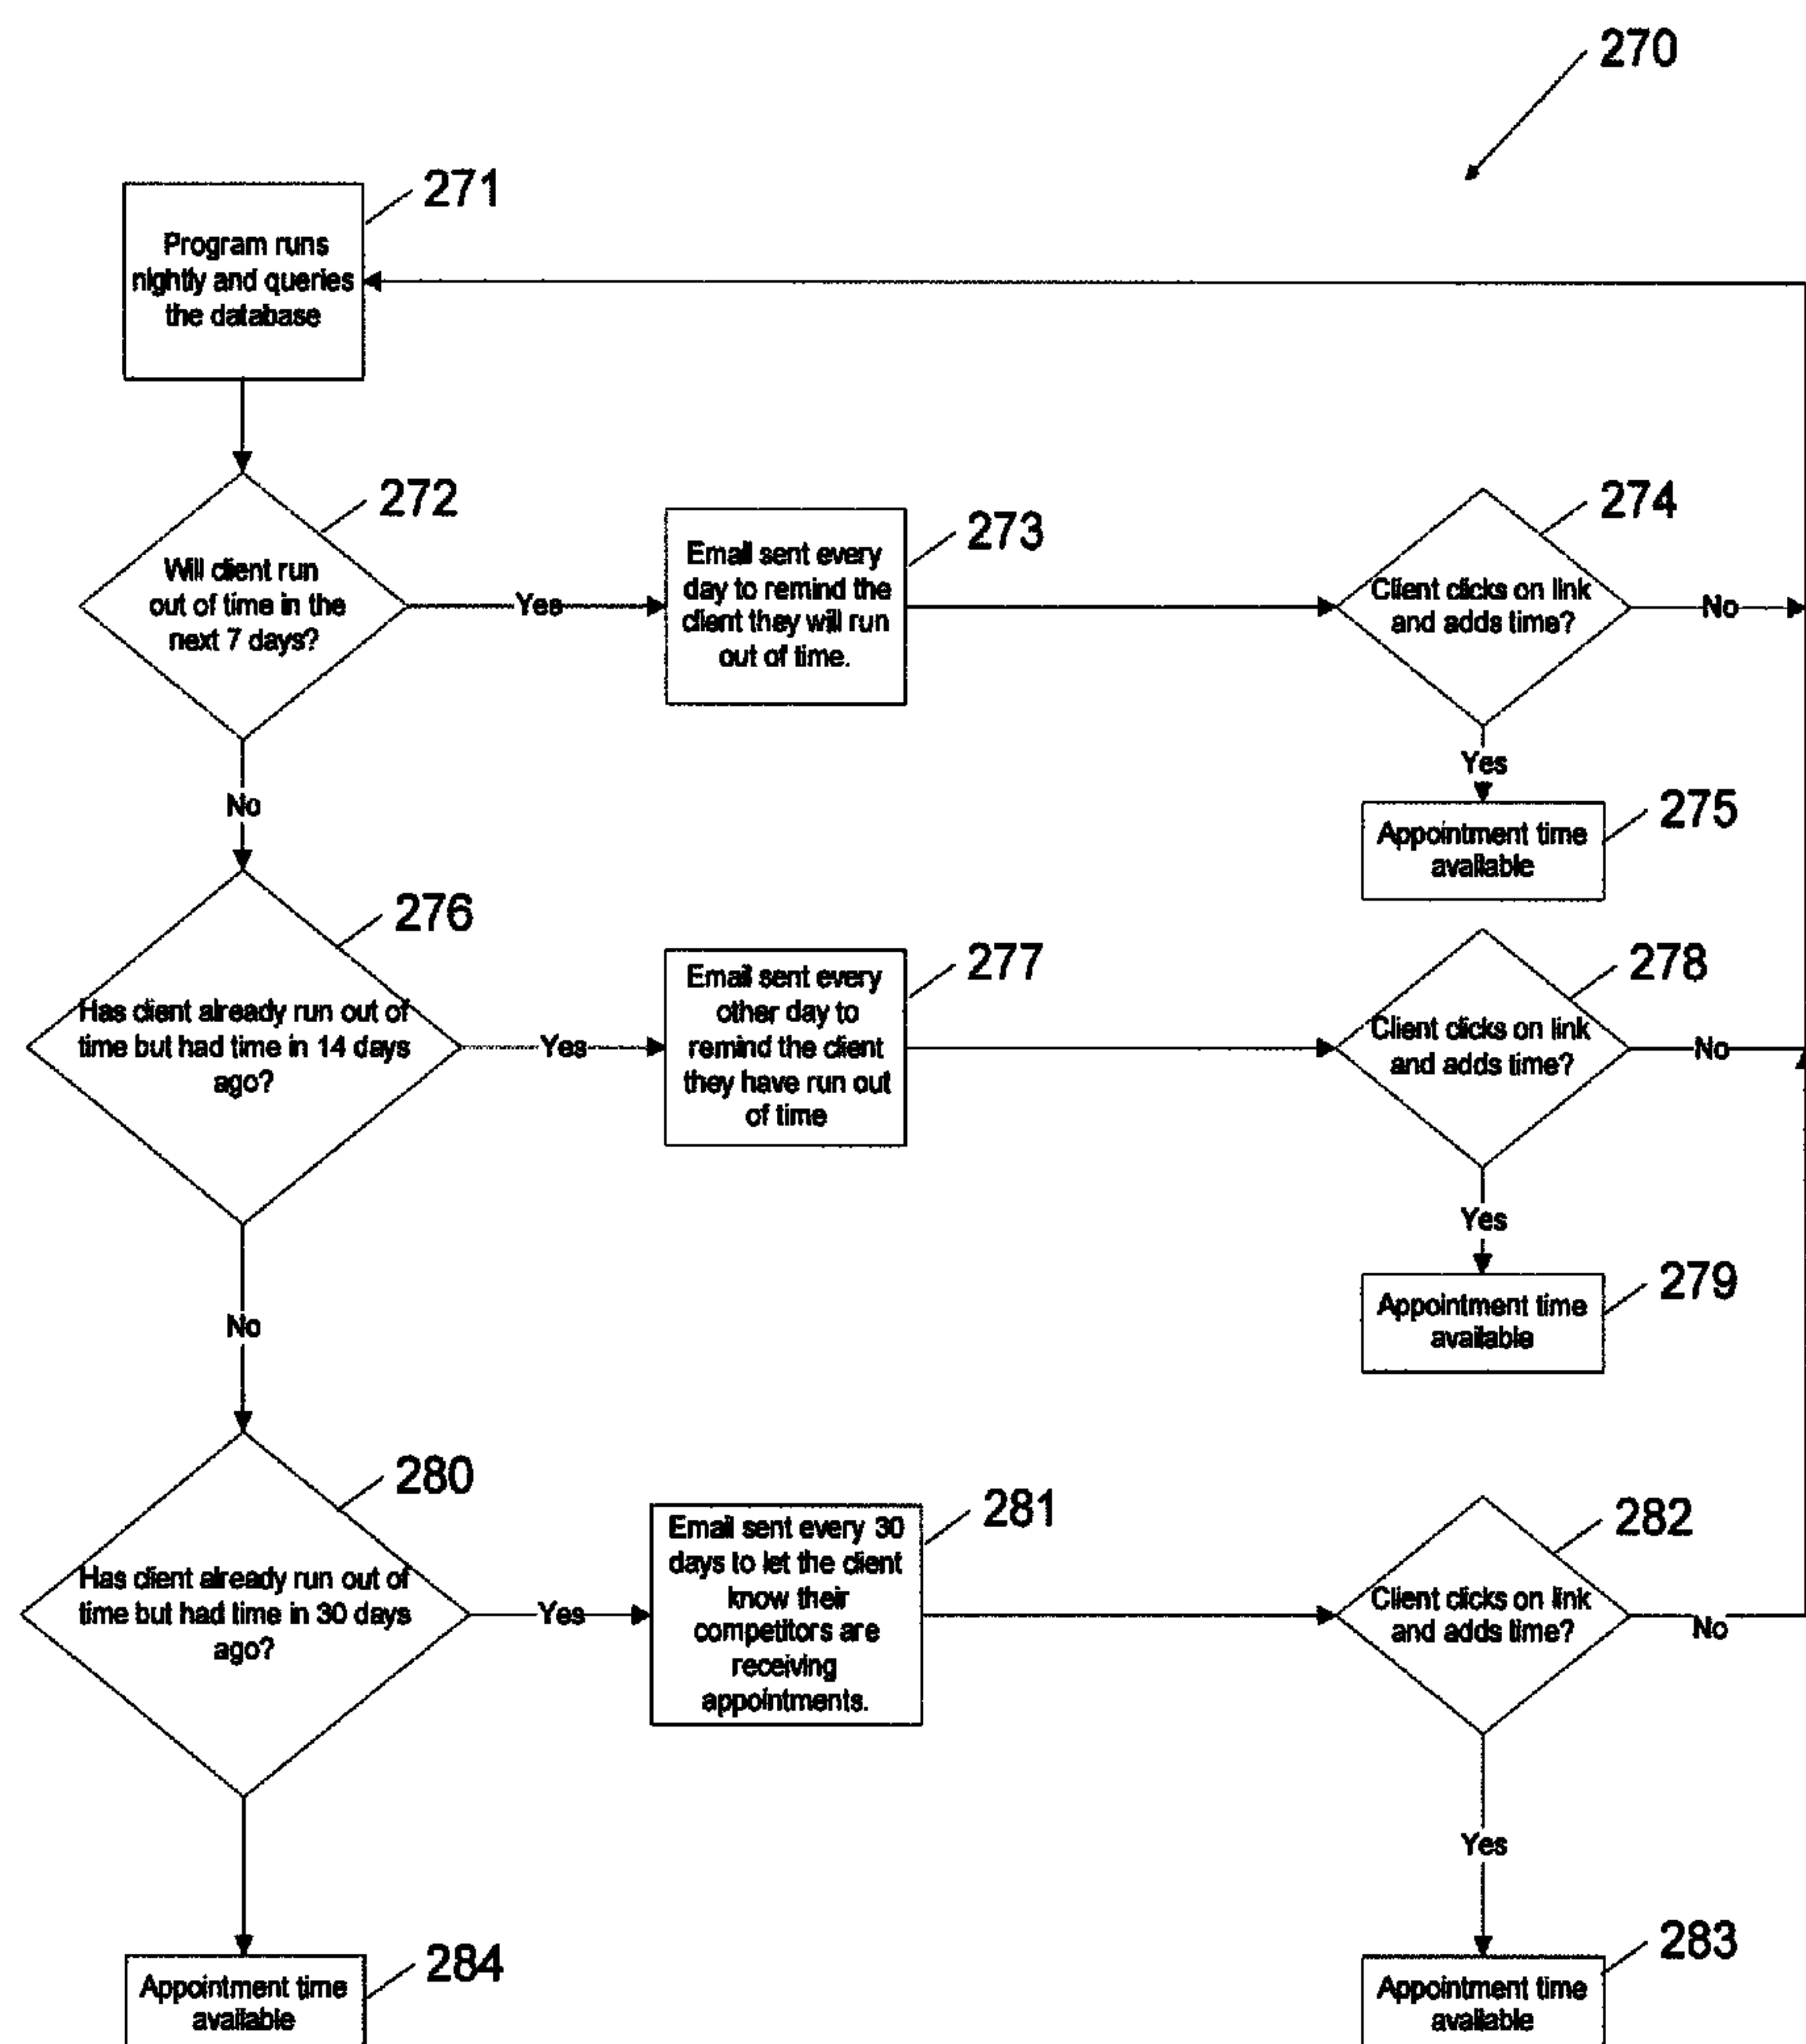 270
271
Program runs
nightly and queries
the database
272
Will client run
out of time in the
next 7 days?
Yes
273
Email sent every
day to remind the
client they will run
out of time.
274
Client clicks on link
and adds time?
No
Yes
275
Appointment time
available
No
276
Has client already run out of
time but had time in 14 days
ago?
Yes
277
Email sent every
other day to
remind the client
they have run out
of time
278
Client clicks on link
and adds time?
No
Yes
279
Appointment time
available
No
280
Has client already run out of
time but had time in 30 days
ago?
Yes
281
Email sent every 30
days to let the client
know their
competitors are
receiving
appointments.
282
Client clicks on link
and adds time?
No
Yes
283
Appointment time
available
284
Appointment time
available